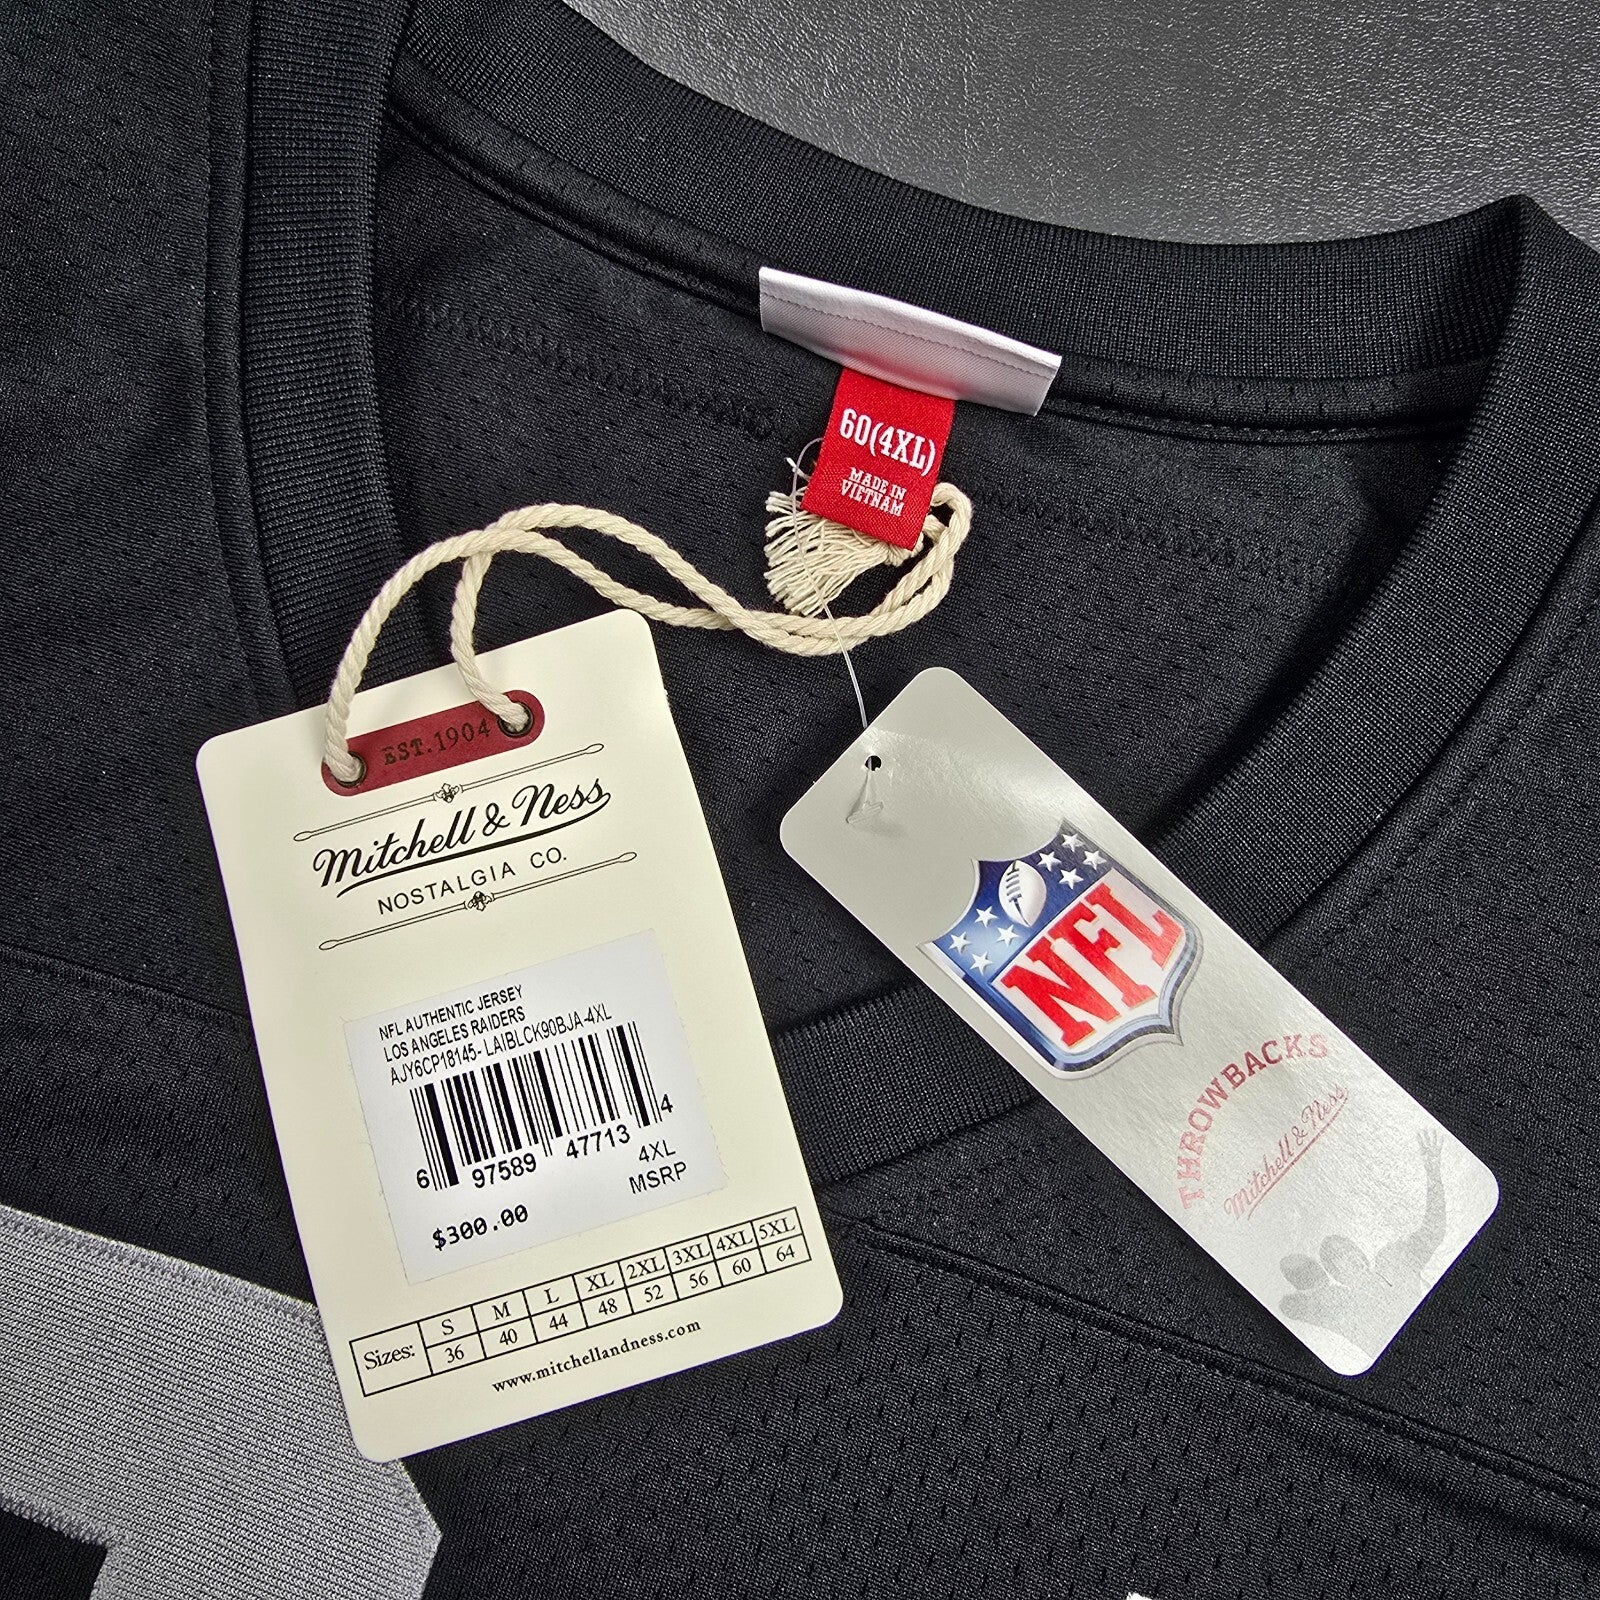 60(4XL)
MADE IN
VIETNAM
EST.1904
Mitchell & Ness
NOSTALGIA CO.
NFL AUTHENTIC JERSEY
LOS ANGELES RAIDERS
AJY6CP18145- LAIBLCK90BJA-4XL
6 97589 47713 4
4XL
MSRP
$300.00
Sizes: S M L XL 2XL 3XL 4XL 5XL
36 40 44 48 52 56 60 64
www.mitchellandness.com
NFL
THROWBACKS
Mitchell & Ness